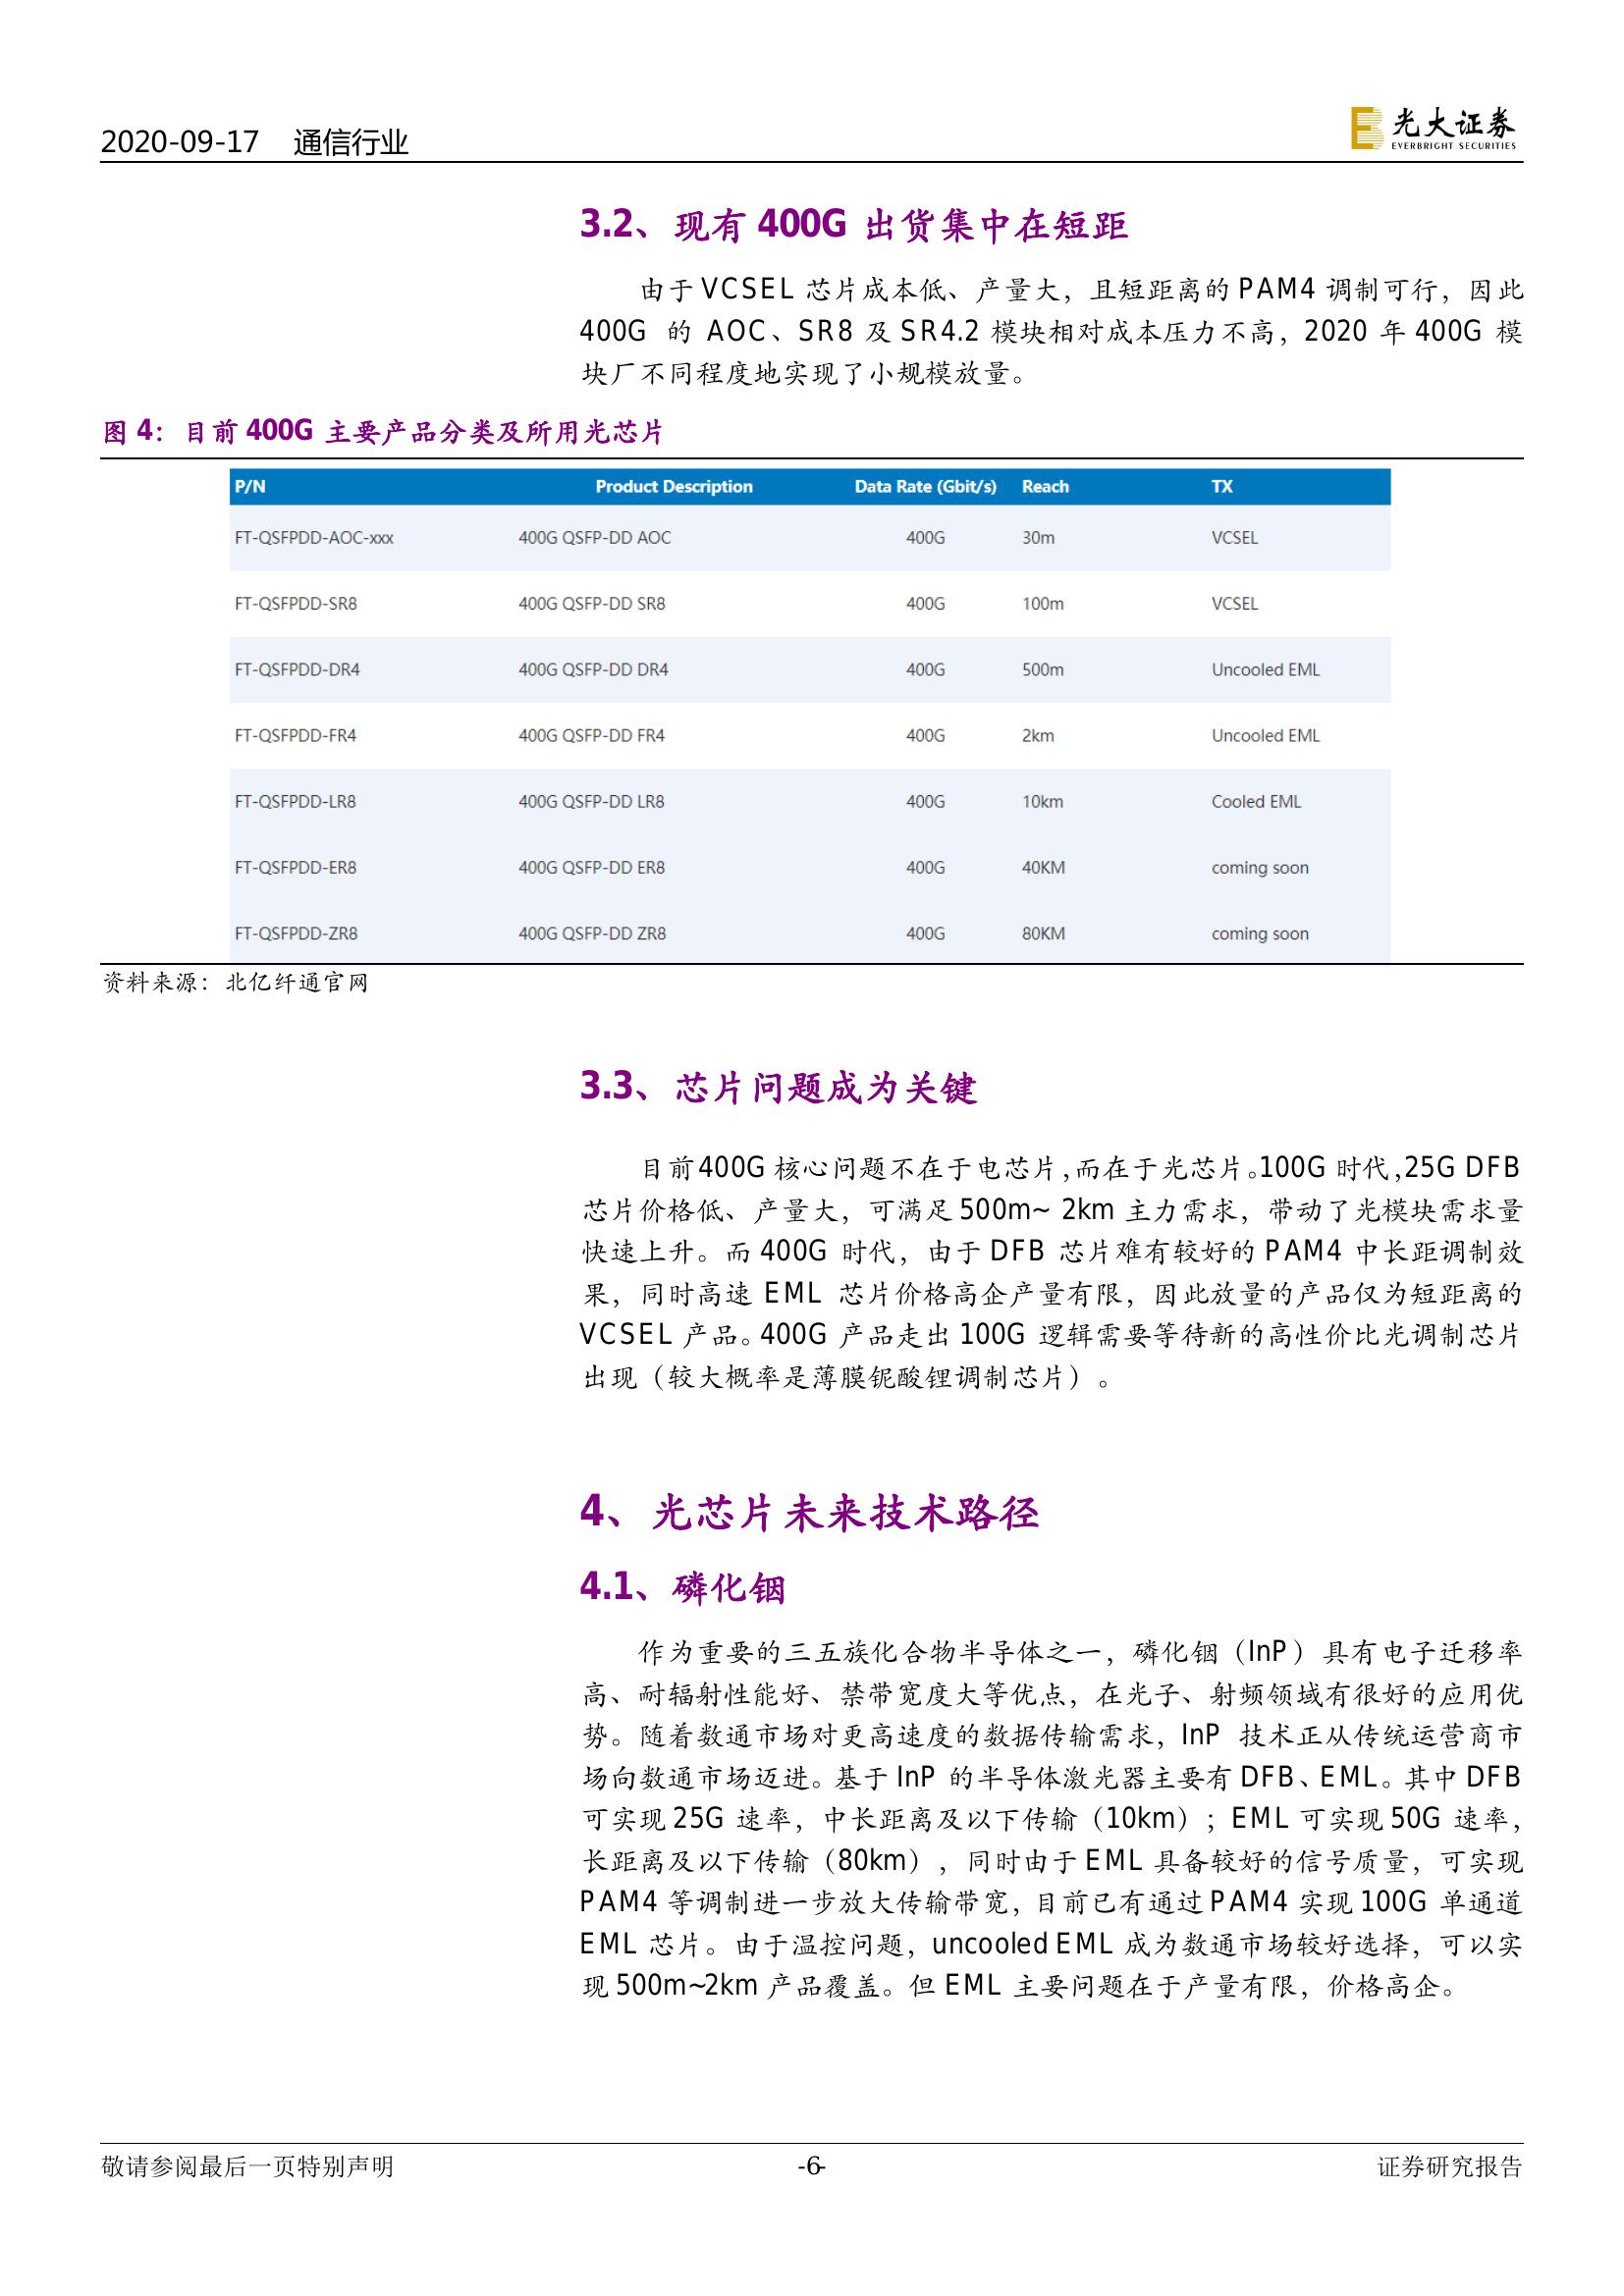 2020-09-17 通信行业
光大证券
EVERBRIGHT SECURITIES
3.2、现有 400G 出货集中在短距
由于 VCSEL 芯片成本低、产量大，且短距离的 PAM4 调制可行，因此
400G 的 AOC、SR8 及 SR4.2 模块相对成本压力不高，2020 年 400G 模
块厂不同程度地实现了小规模放量。
图 4：目前 400G 主要产品分类及所用光芯片
P/N Product Description Data Rate (Gbit/s) Reach TX
FT-QSFPDD-AOC-xxx 400G QSFP-DD AOC 400G 30m VCSEL
FT-QSFPDD-SR8 400G QSFP-DD SR8 400G 100m VCSEL
FT-QSFPDD-DR4 400G QSFP-DD DR4 400G 500m Uncooled EML
FT-QSFPDD-FR4 400G QSFP-DD FR4 400G 2km Uncooled EML
FT-QSFPDD-LR8 400G QSFP-DD LR8 400G 10km Cooled EML
FT-QSFPDD-ER8 400G QSFP-DD ER8 400G 40KM coming soon
FT-QSFPDD-ZR8 400G QSFP-DD ZR8 400G 80KM coming soon
资料来源：北亿纤通官网
3.3、芯片问题成为关键
目前 400G 核心问题不在于电芯片，而在于光芯片。100G 时代，25G DFB
芯片价格低、产量大，可满足 500m~ 2km 主力需求，带动了光模块需求量
快速上升。而 400G 时代，由于 DFB 芯片难有较好的 PAM4 中长距调制效
果，同时高速 EML 芯片价格高企产量有限，因此放量的产品仅为短距离的
VCSEL 产品。400G 产品走出 100G 逻辑需要等待新的高性价比光调制芯片
出现（较大概率是薄膜铌酸锂调制芯片）。
4、光芯片未来技术路径
4.1、磷化铟
作为重要的三五族化合物半导体之一，磷化铟（InP）具有电子迁移率
高、耐辐射性能好、禁带宽度大等优点，在光子、射频领域有很好的应用优
势。随着数通市场对更高速度的数据传输需求，InP 技术正从传统运营商市
场向数通市场迈进。基于 InP 的半导体激光器主要有 DFB、EML。其中 DFB
可实现 25G 速率，中长距离及以下传输（10km）；EML 可实现 50G 速率，
长距离及以下传输（80km），同时由于 EML 具备较好的信号质量，可实现
PAM4 等调制进一步放大传输带宽，目前已有通过 PAM4 实现 100G 单通道
EML 芯片。由于温控问题，uncooled EML 成为数通市场较好选择，可以实
现 500m~2km 产品覆盖。但 EML 主要问题在于产量有限，价格高企。
敬请参阅最后一页特别声明 -6- 证券研究报告